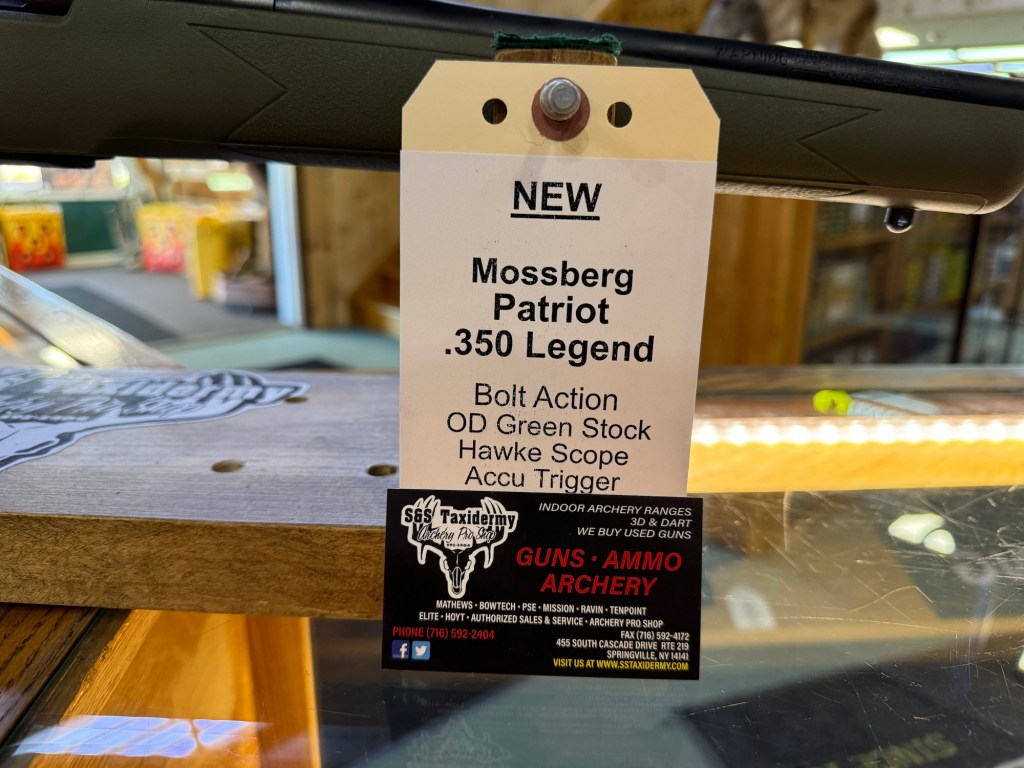 NEW
Mossberg
Patriot
.350 Legend
Bolt Action
OD Green Stock
Hawke Scope
Accu Trigger
S&S Taxidermy
Archery Pro Shop
592-2404
INDOOR ARCHERY RANGES
3D & DART
WE BUY USED GUNS
GUNS · AMMO
ARCHERY
MATHEWS · BOWTECH · PSE · MISSION · RAVIN · TENPOINT
ELITE · HOYT · AUTHORIZED SALES & SERVICE · ARCHERY PRO SHOP
PHONE (716) 592-2404
FAX (716) 592-4172
455 SOUTH CASCADE DRIVE RTE 219
SPRINGVILLE, NY 14141
VISIT US AT WWW.SSTAXIDERMY.COM